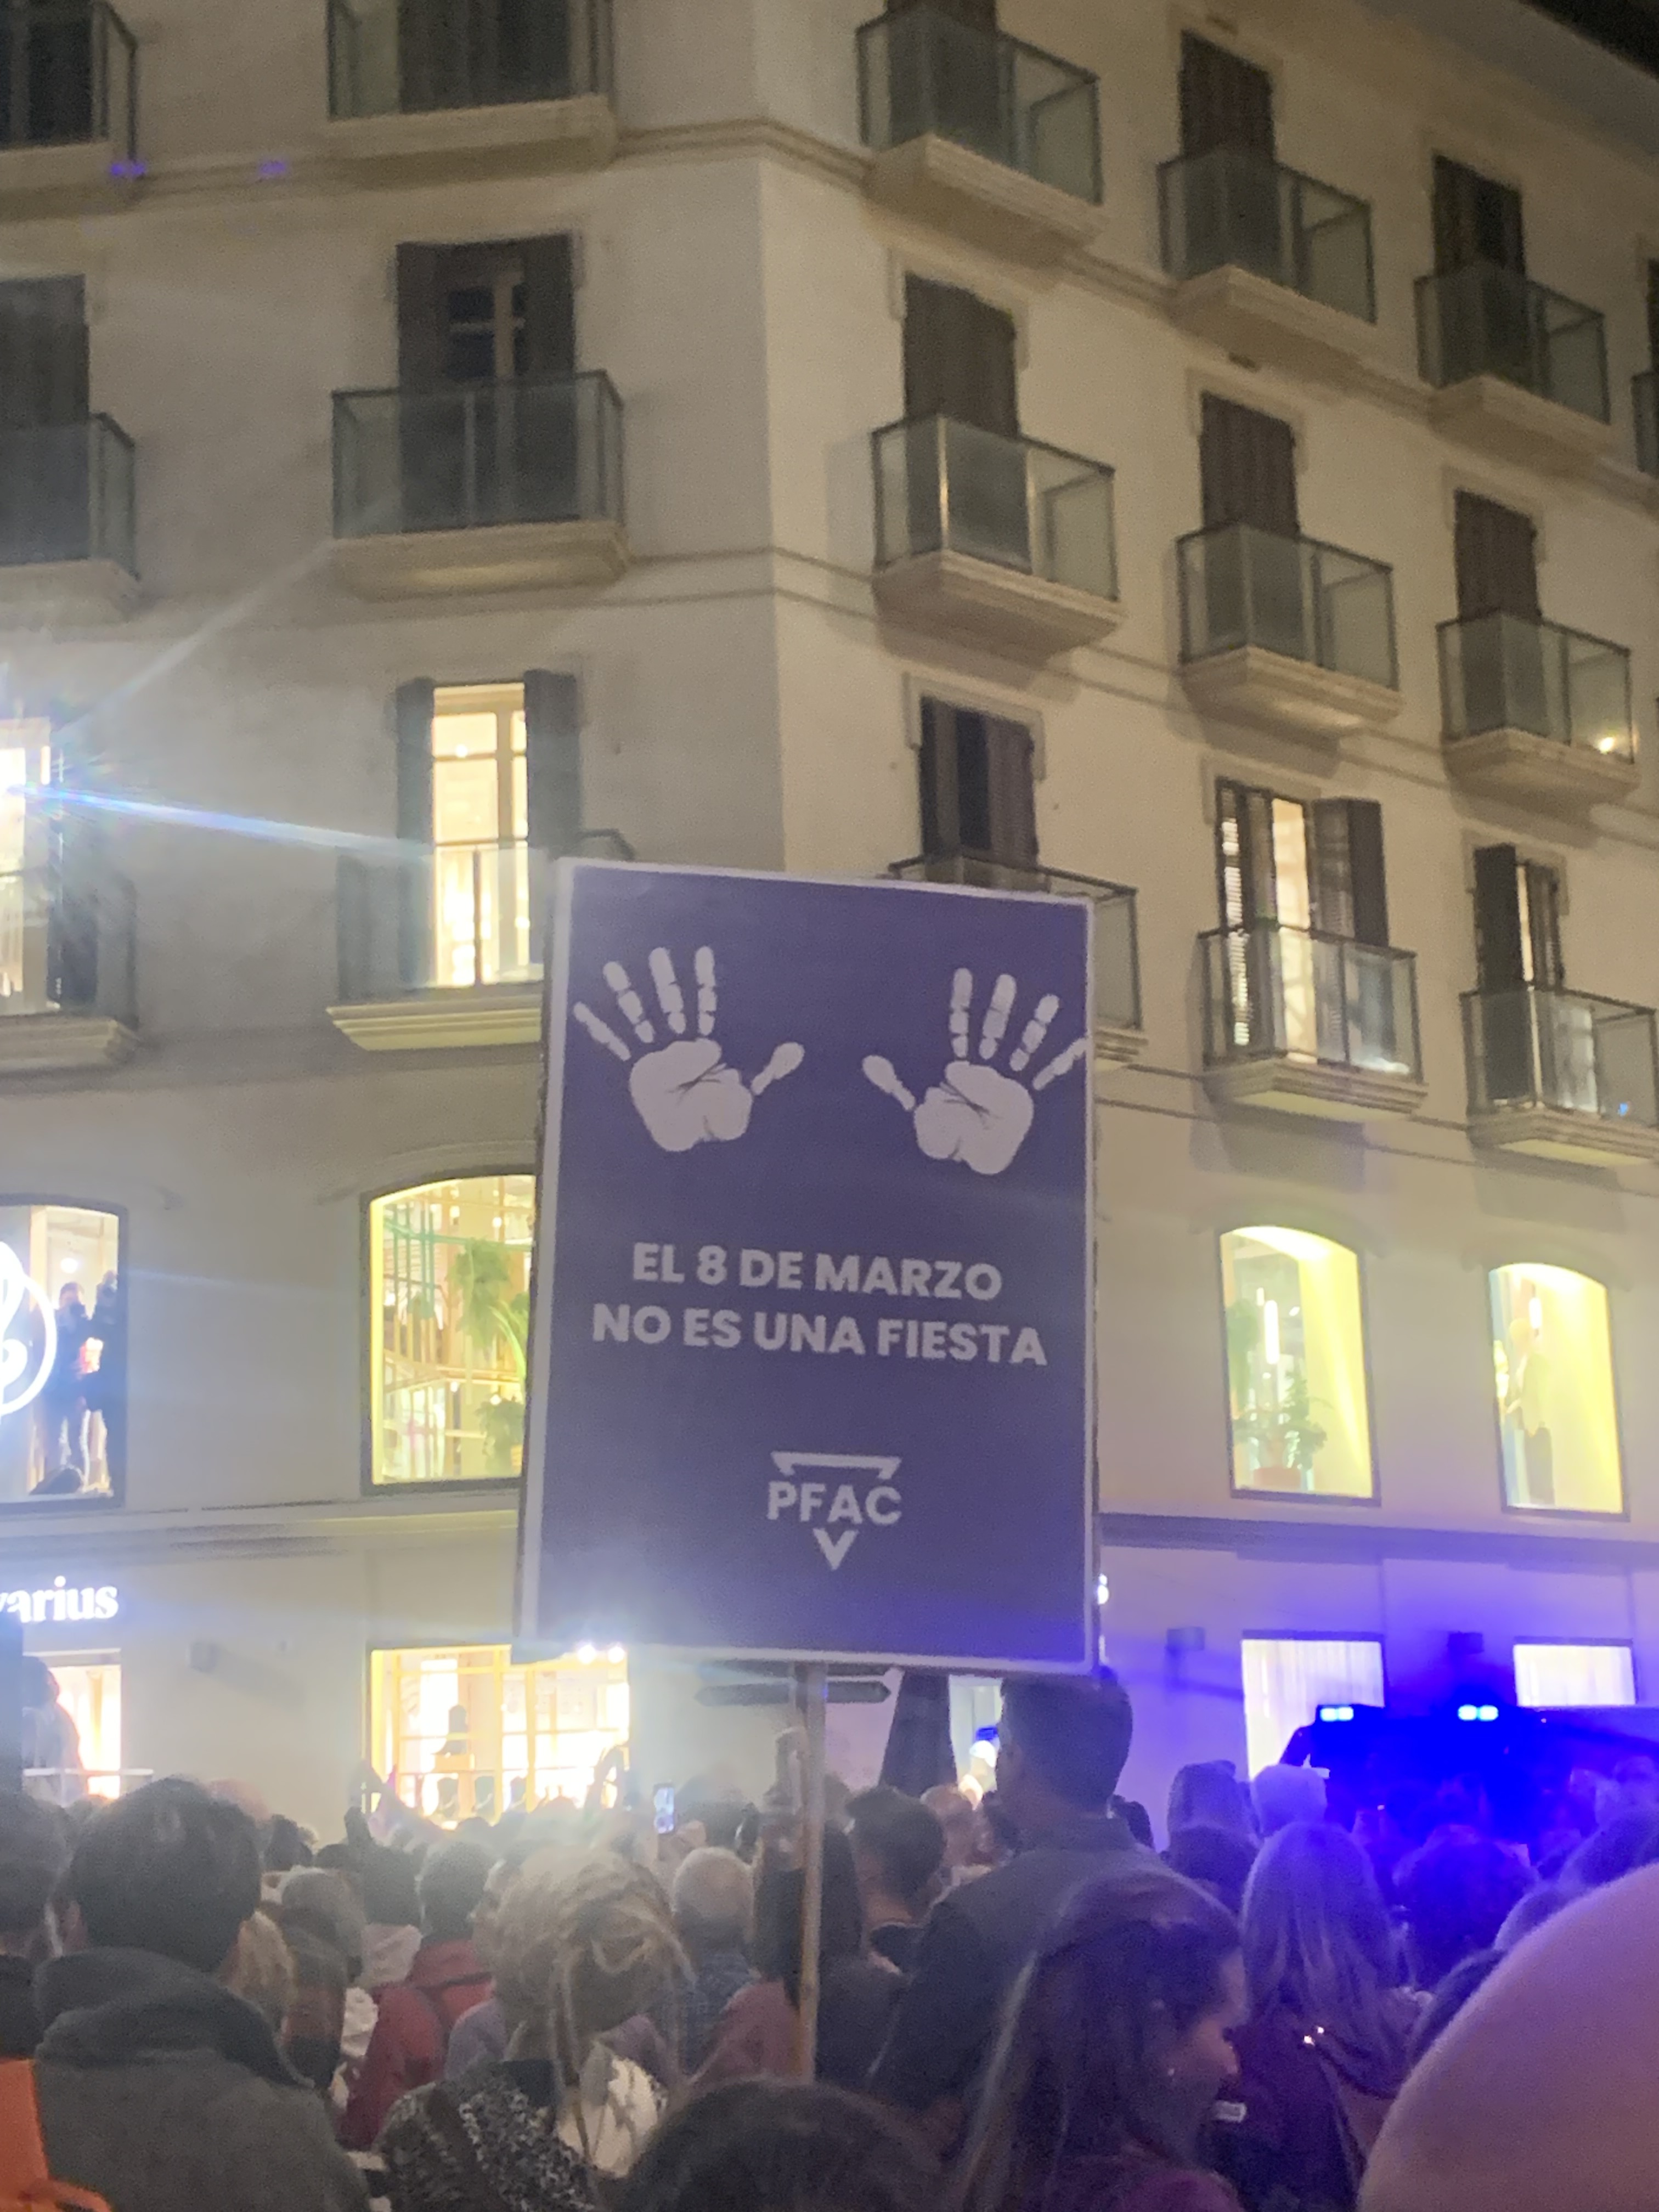 EL 8 DE MARZO
NO ES UNA FIESTA
PFAC
varius